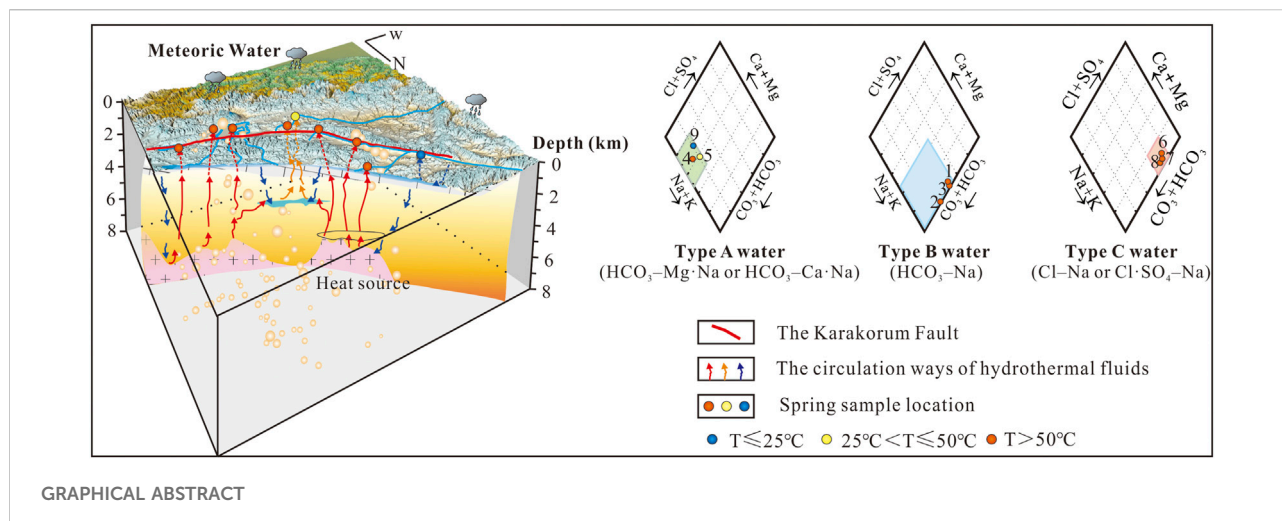 Meteoric Water
W
N
0
2
4
6
8
Depth (km)
0
2
4
6
8
Heat source
Cl+SO₄
Ca+Mg
Na+K
CO₃+HCO₃
9
4
5
Type A water
(HCO₃–Mg·Na or HCO₃–Ca·Na)
Cl+SO₄
Ca+Mg
Na+K
CO₃+HCO₃
1
3
2
Type B water
(HCO₃–Na)
Cl+SO₄
Ca+Mg
Na+K
CO₃+HCO₃
6
8 7
Type C water
(Cl–Na or Cl·SO₄–Na)
The Karakorum Fault
The circulation ways of hydrothermal fluids
Spring sample location
T≤25℃ 25℃<T≤50℃ T>50℃
GRAPHICAL ABSTRACT